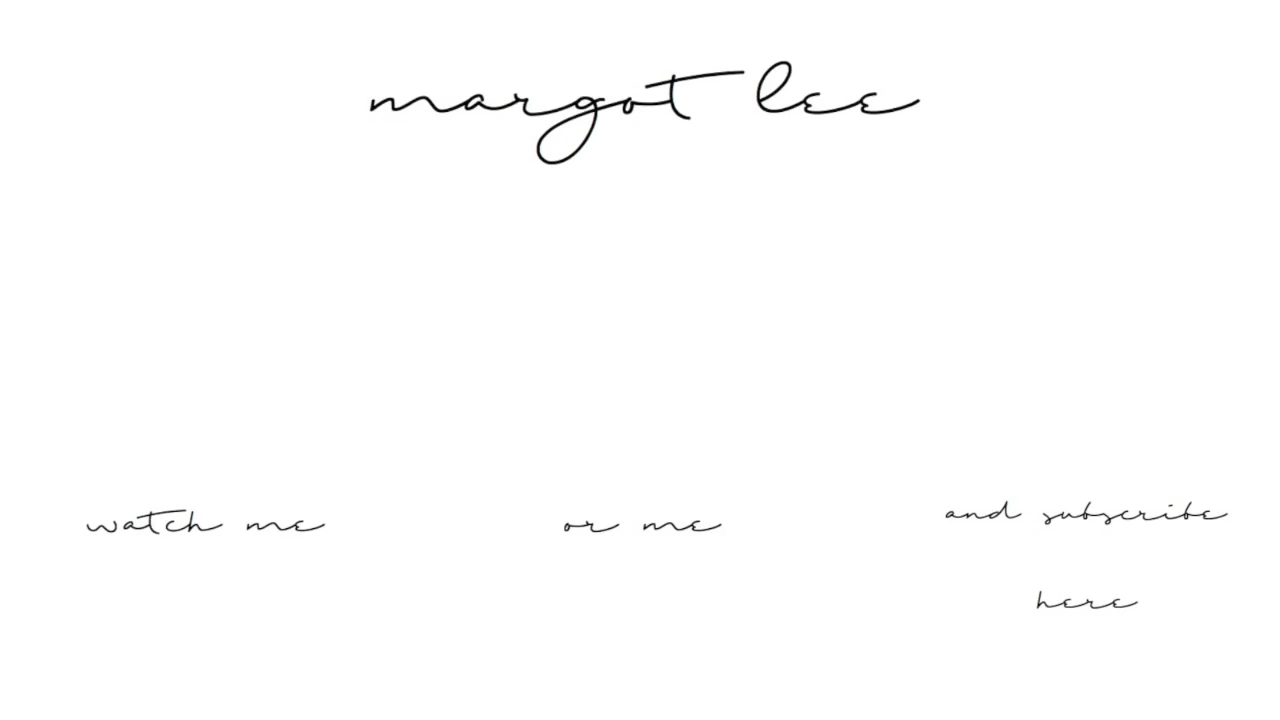 margot lee
watch me
or me
and subscribe
here